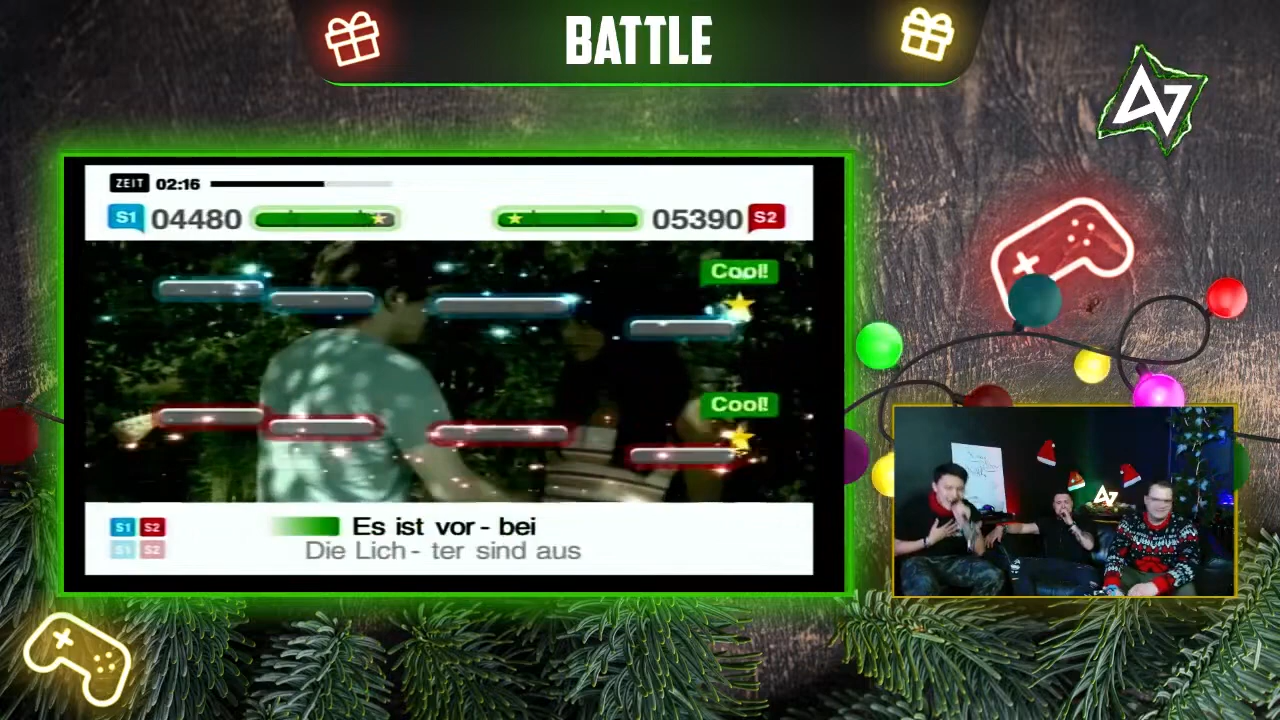 BATTLE
ZEIT 02:16
S1 04480 05390 S2
Cool!
Cool!
S1 S2 Es ist vor - bei
S1 S2 Die Lich - ter sind aus